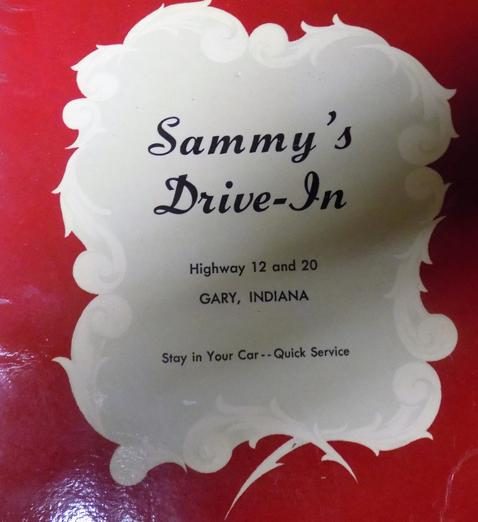 Sammy's
Drive-In
Highway 12 and 20
GARY, INDIANA
Stay in Your Car--Quick Service